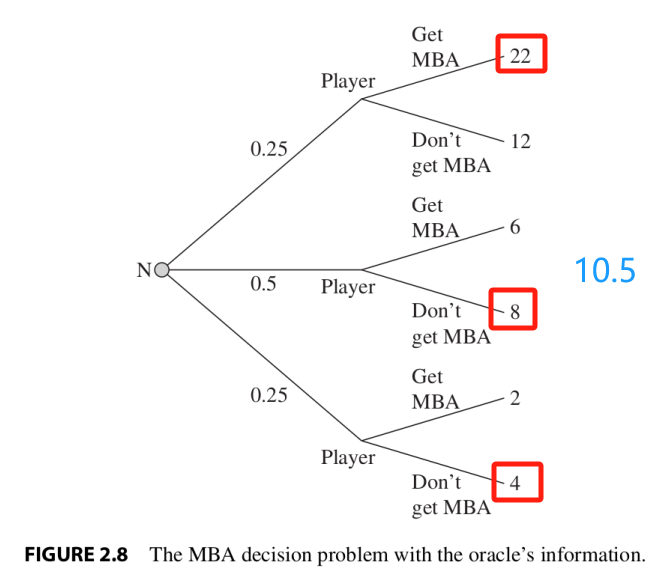 Get
MBA
22
Player
Don't
get MBA
12
0.25
Get
MBA
6
N
0.5
Player
10.5
Don't
get MBA
8
Get
MBA
2
0.25
Player
Don't
get MBA
4
FIGURE 2.8 The MBA decision problem with the oracle's information.